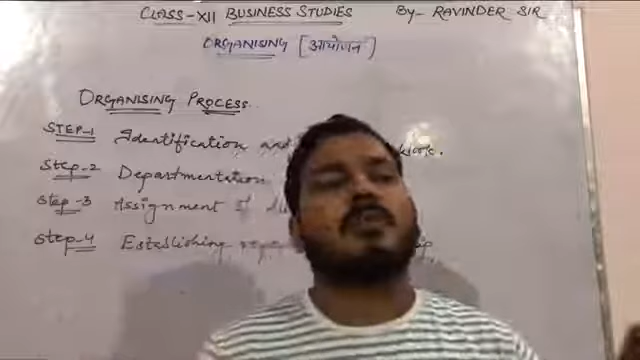 CLASS-XII BUSINESS STUDIES By- RAVINDER SIR
ORGANISING [आयोजन]
ORGANISING PROCESS
STEP-1 Identification and
Step-2 Departmentation
Step-3 Assignment of
Step-4 Establishing